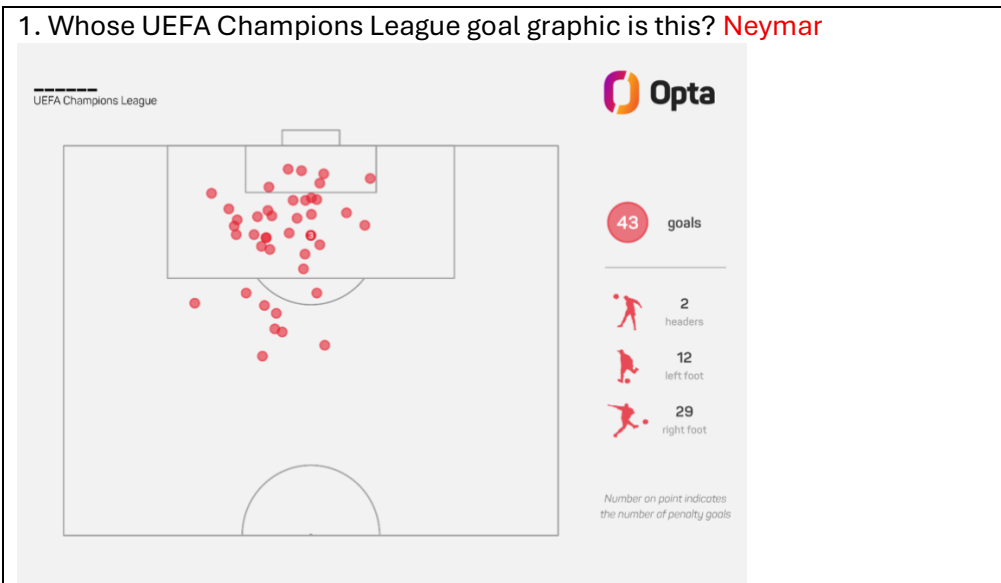 1. Whose UEFA Champions League goal graphic is this? Neymar
UEFA Champions League
Opta
43 goals
3
2
headers
12
left foot
29
right foot
Number on point indicates
the number of penalty goals